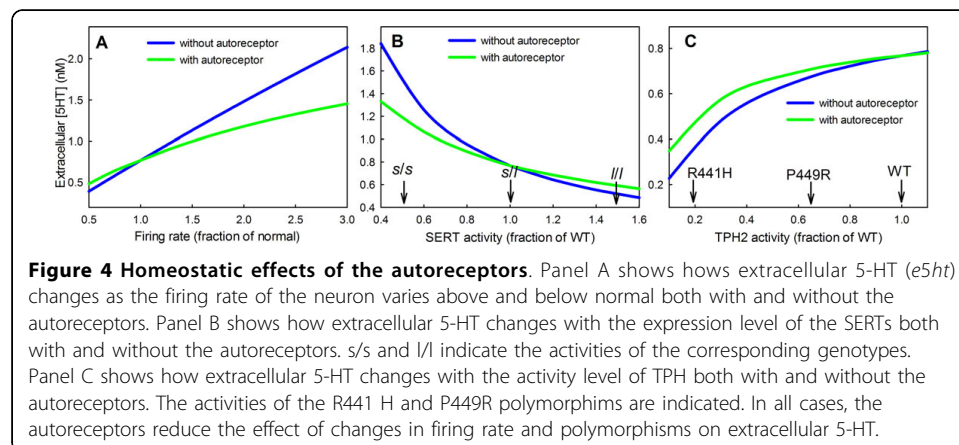 A
without autoreceptor
with autoreceptor
Extracellular [5HT] (nM)
2.0
1.5
1.0
0.5
0.5 1.0 1.5 2.0 2.5 3.0
Firing rate (fraction of normal)
B
without autoreceptor
with autoreceptor
1.8
1.6
1.4
1.2
1.0
0.8
0.6
0.4
s/s
s/l
l/l
0.4 0.6 0.8 1.0 1.2 1.4 1.6
SERT activity (fraction of WT)
C
0.8
0.6
0.4
0.2
without autoreceptor
with autoreceptor
R441H
P449R
WT
0.2 0.4 0.6 0.8 1.0
TPH2 activity (fraction of WT)
Figure 4 Homeostatic effects of the autoreceptors. Panel A shows hows extracellular 5-HT (e5ht)
changes as the firing rate of the neuron varies above and below normal both with and without the
autoreceptors. Panel B shows how extracellular 5-HT changes with the expression level of the SERTs both
with and without the autoreceptors. s/s and l/l indicate the activities of the corresponding genotypes.
Panel C shows how extracellular 5-HT changes with the activity level of TPH both with and without the
autoreceptors. The activities of the R441 H and P449R polymorphims are indicated. In all cases, the
autoreceptors reduce the effect of changes in firing rate and polymorphisms on extracellular 5-HT.